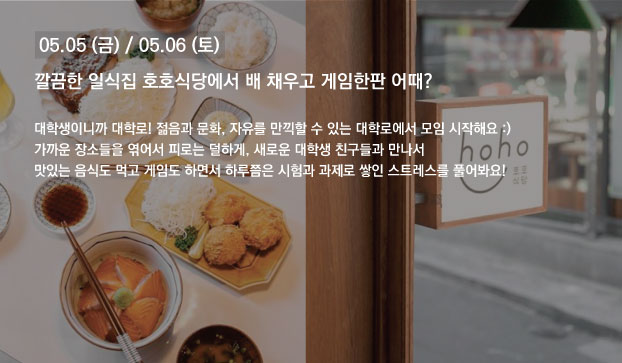 05.05 (금) / 05.06 (토)
깔끔한 일식집 호호식당에서 배 채우고 게임한판 어때?
대학생이니까 대학로! 젊음과 문화, 자유를 만끽할 수 있는 대학로에서 모임 시작해요 :)
가까운 장소들을 엮어서 피로는 덜하게, 새로운 대학생 친구들과 만나서
맛있는 음식도 먹고 게임도 하면서 하루쯤은 시험과 과제로 쌓인 스트레스를 풀어봐요!
hoho
호호
식당